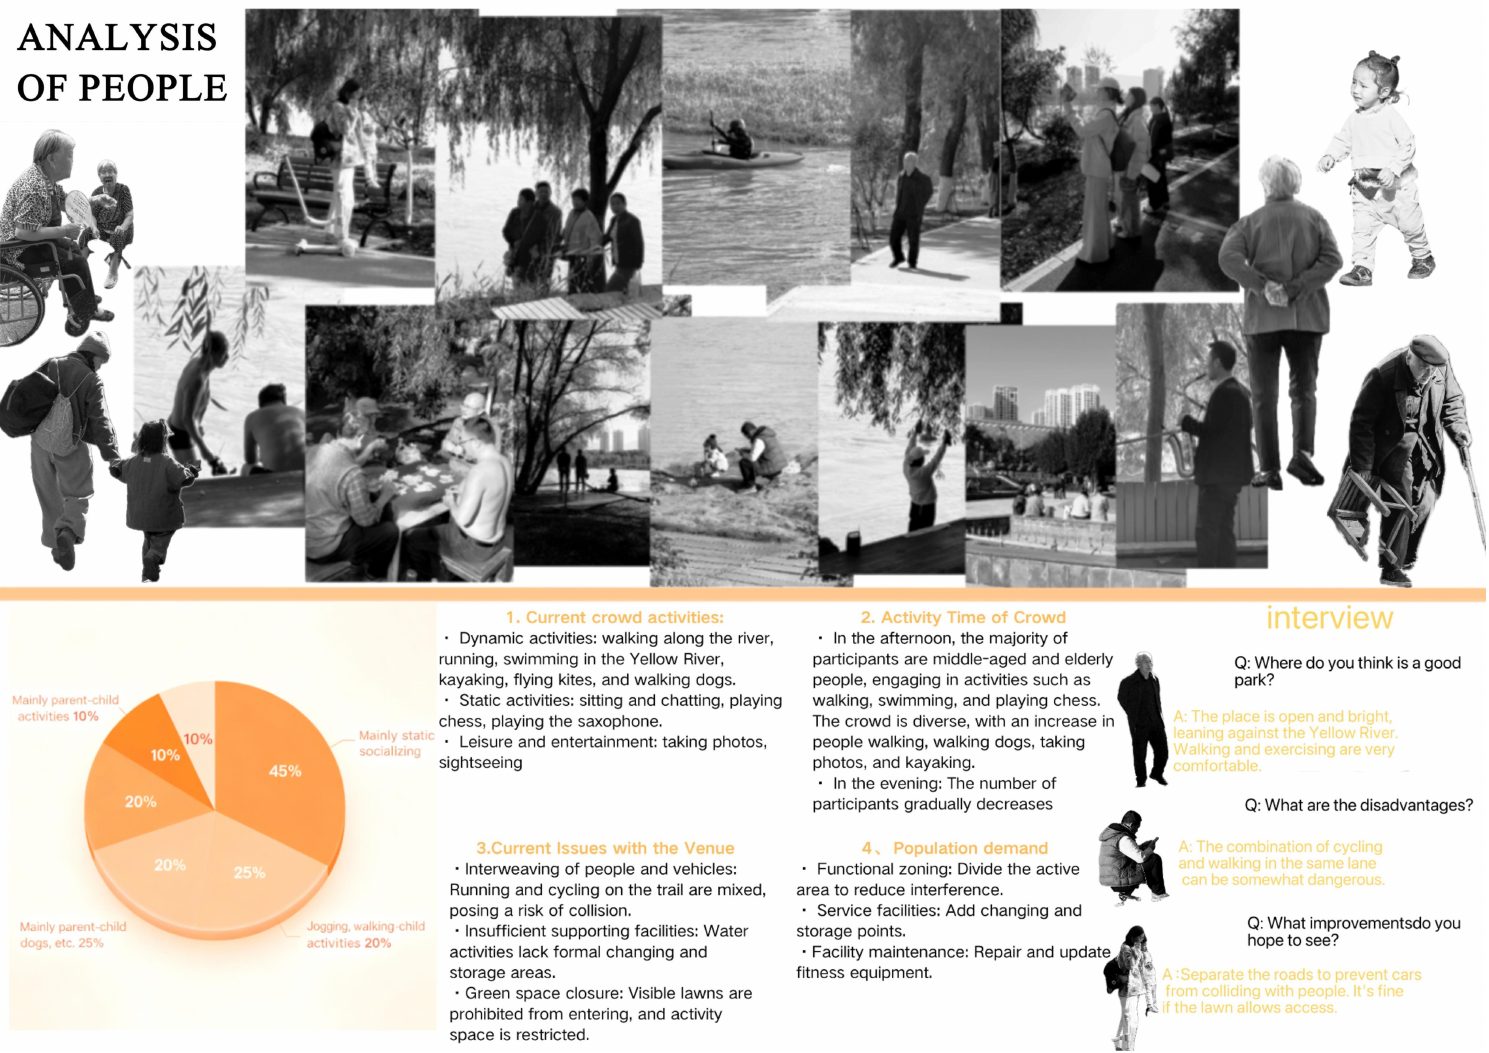 ANALYSIS
OF PEOPLE
Mainly parent-child
activities 10%
10%
10%
45%
Mainly static
socializing
20%
20%
25%
Mainly parent-child
dogs, etc. 25%
Jogging, walking-child
activities 20%
1. Current crowd activities:
· Dynamic activities: walking along the river,
running, swimming in the Yellow River,
kayaking, flying kites, and walking dogs.
· Static activities: sitting and chatting, playing
chess, playing the saxophone.
· Leisure and entertainment: taking photos,
sightseeing
2. Activity Time of Crowd
· In the afternoon, the majority of
participants are middle-aged and elderly
people, engaging in activities such as
walking, swimming, and playing chess.
The crowd is diverse, with an increase in
people walking, walking dogs, taking
photos, and kayaking.
· In the evening: The number of
participants gradually decreases
3.Current Issues with the Venue
· Interweaving of people and vehicles:
Running and cycling on the trail are mixed,
posing a risk of collision.
· Insufficient supporting facilities: Water
activities lack formal changing and
storage areas.
· Green space closure: Visible lawns are
prohibited from entering, and activity
space is restricted.
4、 Population demand
· Functional zoning: Divide the active
area to reduce interference.
· Service facilities: Add changing and
storage points.
· Facility maintenance: Repair and update
fitness equipment.
interview
Q: Where do you think is a good
park?
A: The place is open and bright,
leaning against the Yellow River.
Walking and exercising are very
comfortable.
Q: What are the disadvantages?
A: The combination of cycling
and walking in the same lane
can be somewhat dangerous.
Q: What improvementsdo you
hope to see?
A :Separate the roads to prevent cars
from colliding with people. It's fine
if the lawn allows access.